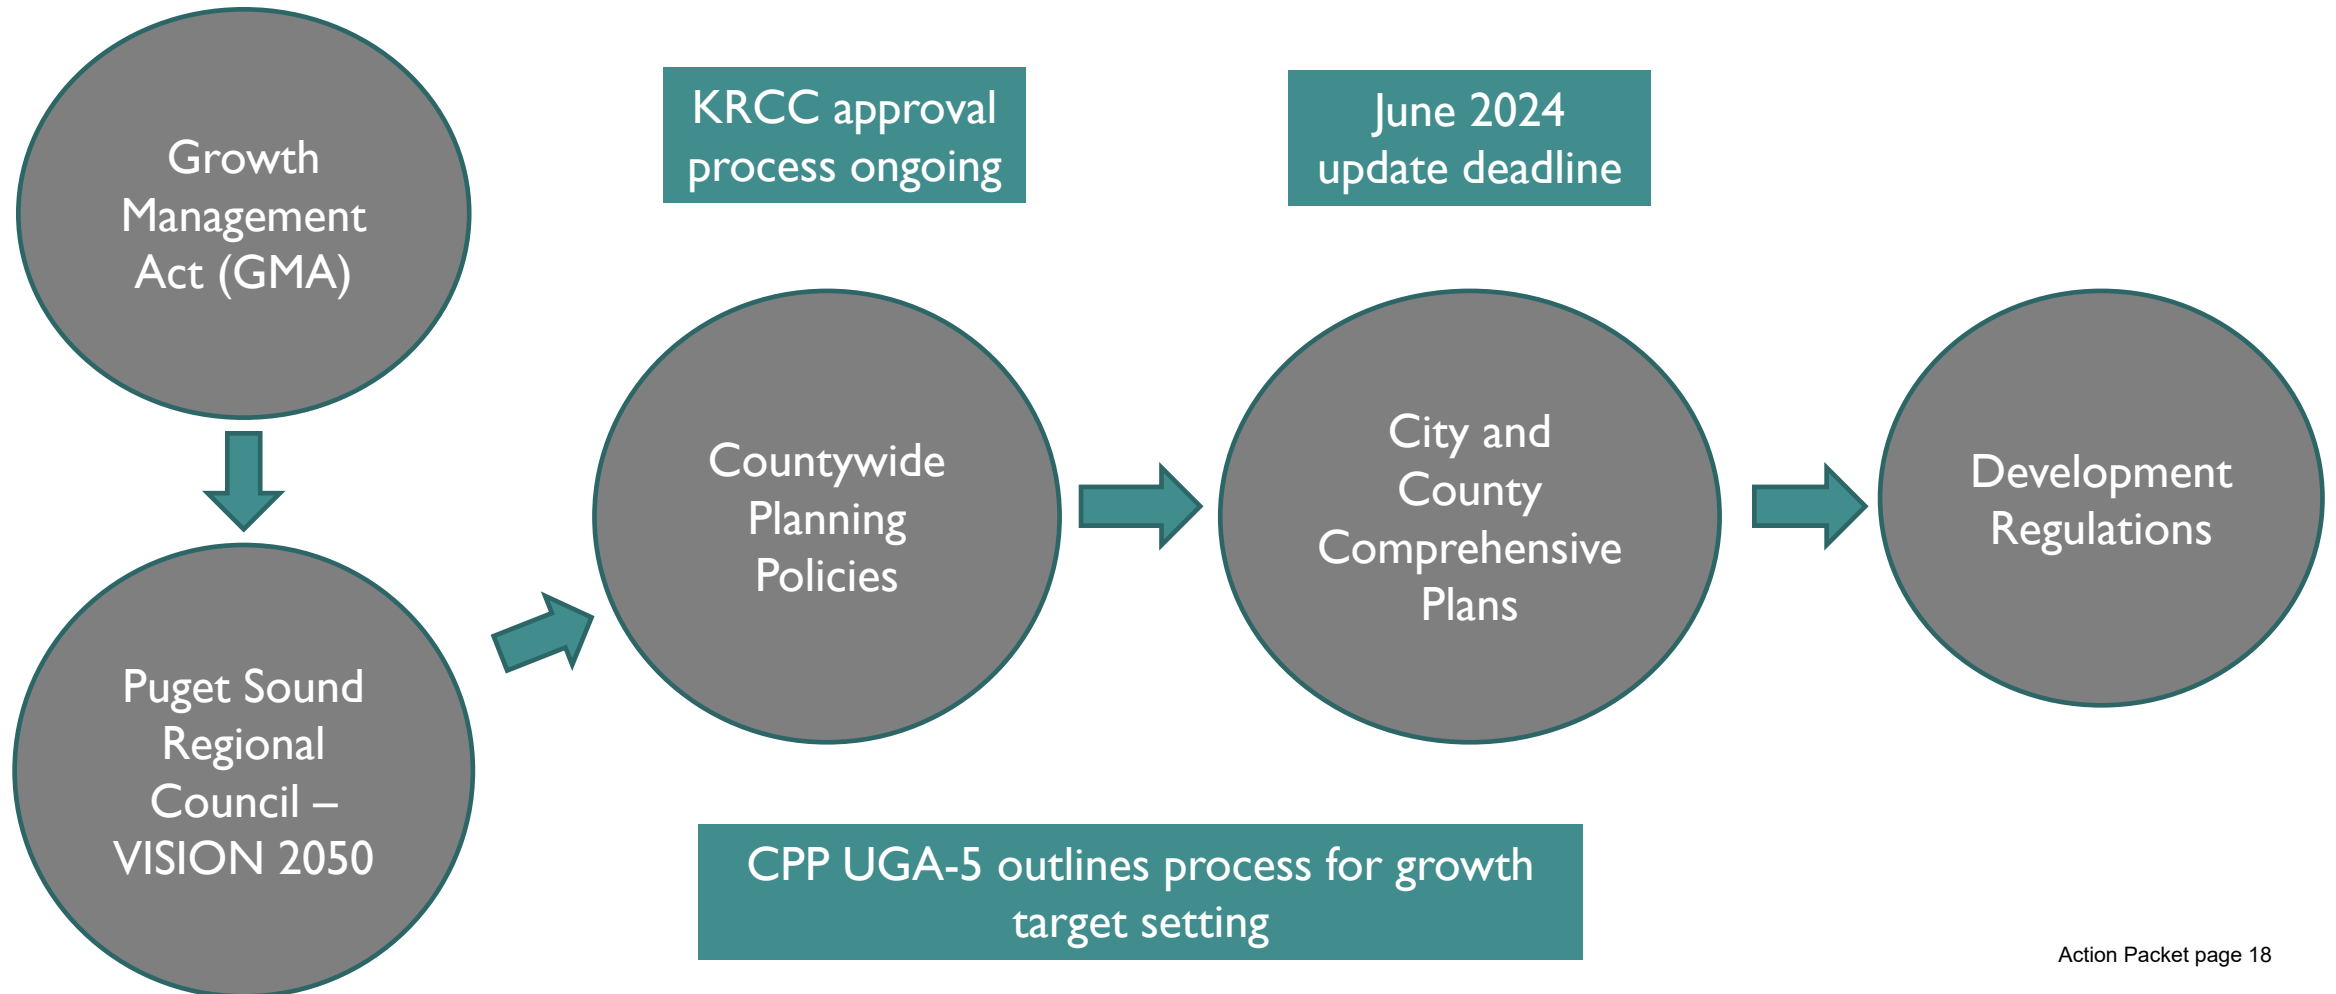 Growth
Management
Act (GMA)
Puget Sound
Regional
Council –
VISION 2050
KRCC approval
process ongoing
Countywide
Planning
Policies
June 2024
update deadline
City and
County
Comprehensive
Plans
Development
Regulations
CPP UGA-5 outlines process for growth
target setting
Action Packet page 18